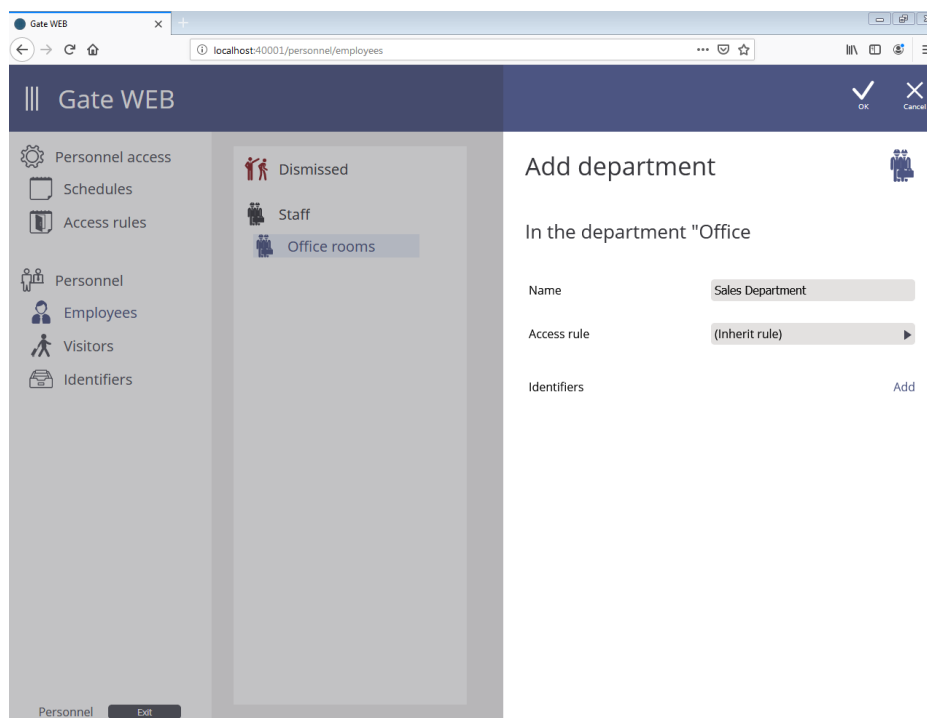 Gate WEB
localhost:40001/personnel/employees
Gate WEB
OK
Cancel
Personnel access
Schedules
Access rules
Personnel
Employees
Visitors
Identifiers
Personnel
Exit
Dismissed
Staff
Office rooms
Add department
In the department "Office
Name
Sales Department
Access rule
(Inherit rule)
Identifiers
Add